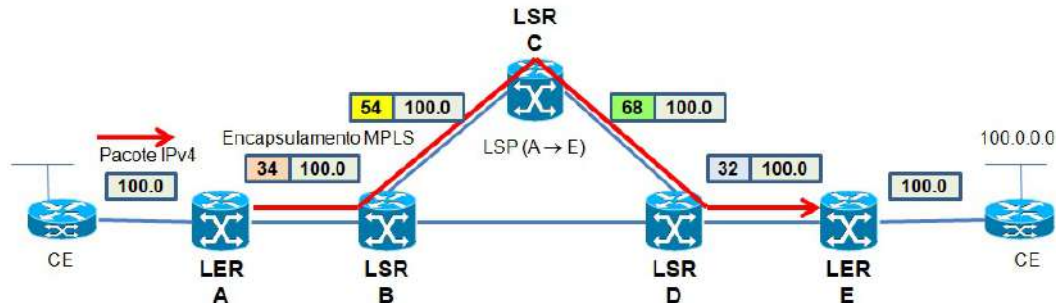 LSR
C
54 100.0
68 100.0
Pacote IPv4
Encapsulamento MPLS
LSP (A → E)
100.0.0.0
100.0
34 100.0
32 100.0
100.0
CE
LER
A
LSR
B
LSR
D
LER
E
CE